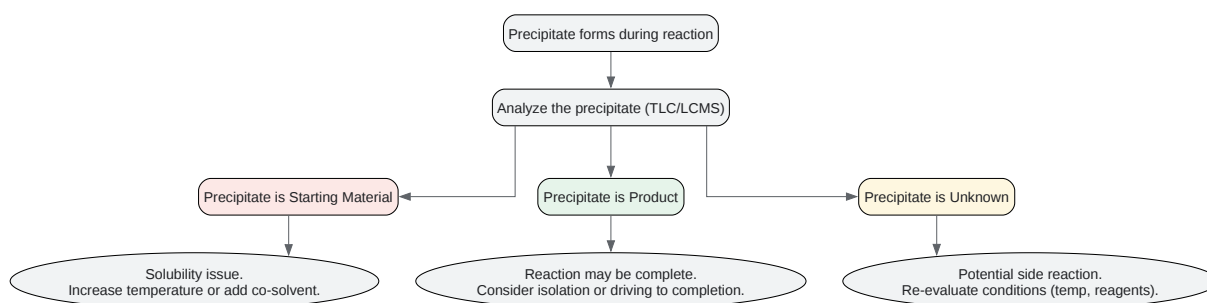 Precipitate forms during reaction
Analyze the precipitate (TLC/LCMS)
Precipitate is Starting Material
Precipitate is Product
Precipitate is Unknown
Solubility issue.
Increase temperature or add co-solvent.
Reaction may be complete.
Consider isolation or driving to completion.
Potential side reaction.
Re-evaluate conditions (temp, reagents).